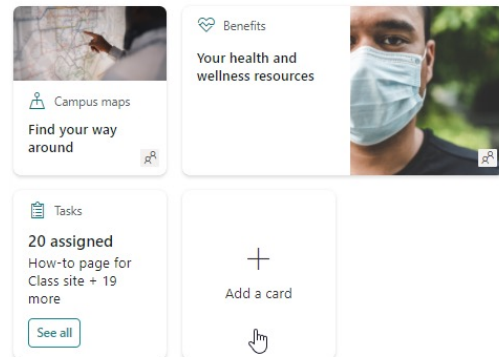 Campus maps
Find your way
around
Benefits
Your health and
wellness resources
Tasks
20 assigned
How-to page for
Class site + 19
more
See all
Add a card